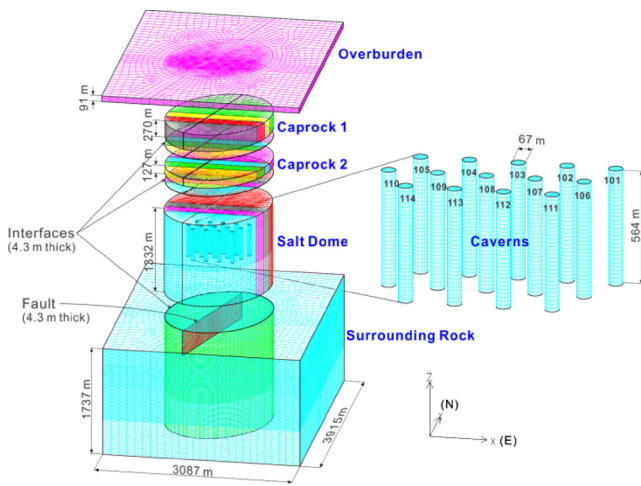 Overburden
91 m
270 m
Caprock 1
127 m
Caprock 2
Interfaces
(4.3 m thick)
1332 m
Salt Dome
Fault
(4.3 m thick)
Surrounding Rock
1737 m
3087 m
3915m
67 m
105
104
103
102
101
110
109
108
107
106
114
113
112
111
Caverns
564 m
Z
Y
(N)
X
(E)